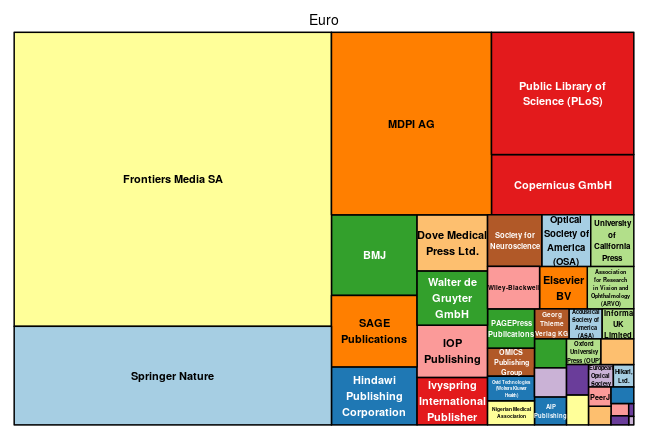 Euro
Frontiers Media SA
Springer Nature
MDPI AG
Public Library of
Science (PLoS)
Copernicus GmbH
BMJ
SAGE
Publications
Hindawi
Publishing
Corporation
Dove Medical
Press Ltd.
Walter de
Gruyter
GmbH
IOP
Publishing
Ivyspring
International
Publisher
Society for
Neuroscience
Optical
Society of
America
(OSA)
University
of
California
Press
Wiley-Blackwell
Elsevier
BV
Association
for Research
in Vision and
Ophthalmology
(ARVO)
PAGEPress
Publications
Georg
Thieme
Verlag KG
Acoustical
Society of
America
(ASA)
Informa
UK
Limited
OMICS
Publishing
Group
Oxford
University
Press (OUP)
Ovid Technologies
(Wolters Kluwer
Health)
Nigerian Medical
Association
AIP
Publishing
European
Optical
Society
Hikari,
Ltd.
PeerJ